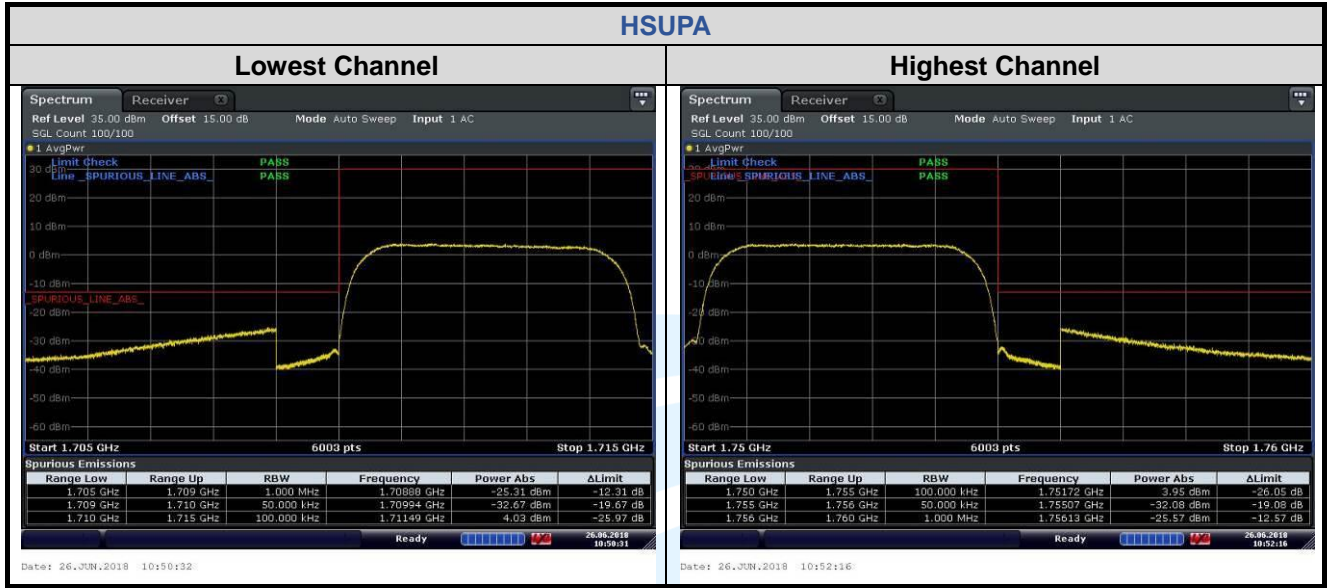 HSUPA
Lowest Channel
Highest Channel
Spectrum Receiver
Ref Level 35.00 dBm Offset 15.00 dB Mode Auto Sweep Input 1 AC
SGL Count 100/100
1 AvgPwr
Limit Check PASS
30 dBm
Line _SPURIOUS_LINE_ABS_ PASS
20 dBm
10 dBm
0 dBm
-10 dBm
_SPURIOUS_LINE_ABS_
-20 dBm
-30 dBm
-40 dBm
-50 dBm
-60 dBm
Start 1.705 GHz 6003 pts Stop 1.715 GHz
Spurious Emissions
Range Low Range Up RBW Frequency Power Abs ΔLimit
1.705 GHz 1.709 GHz 1.000 MHz 1.70888 GHz -25.31 dBm -12.31 dB
1.709 GHz 1.710 GHz 50.000 kHz 1.70994 GHz -32.67 dBm -19.67 dB
1.710 GHz 1.715 GHz 100.000 kHz 1.71149 GHz 4.03 dBm -25.97 dB
Ready 26.06.2018
10:50:31
Date: 26.JUN.2018 10:50:32
Spectrum Receiver
Ref Level 35.00 dBm Offset 15.00 dB Mode Auto Sweep Input 1 AC
SGL Count 100/100
1 AvgPwr
Limit Check PASS
Line _SPURIOUS_LINE_ABS_ PASS
20 dBm
10 dBm
0 dBm
-10 dBm
-20 dBm
-40 dBm
-50 dBm
-60 dBm
Start 1.75 GHz 6003 pts Stop 1.76 GHz
Spurious Emissions
Range Low Range Up RBW Frequency Power Abs ΔLimit
1.750 GHz 1.755 GHz 100.000 kHz 1.75172 GHz 3.95 dBm -26.05 dB
1.755 GHz 1.756 GHz 50.000 kHz 1.75507 GHz -32.08 dBm -19.08 dB
1.756 GHz 1.760 GHz 1.000 MHz 1.75613 GHz -25.57 dBm -12.57 dB
Ready 26.06.2018
10:52:16
Date: 26.JUN.2018 10:52:16